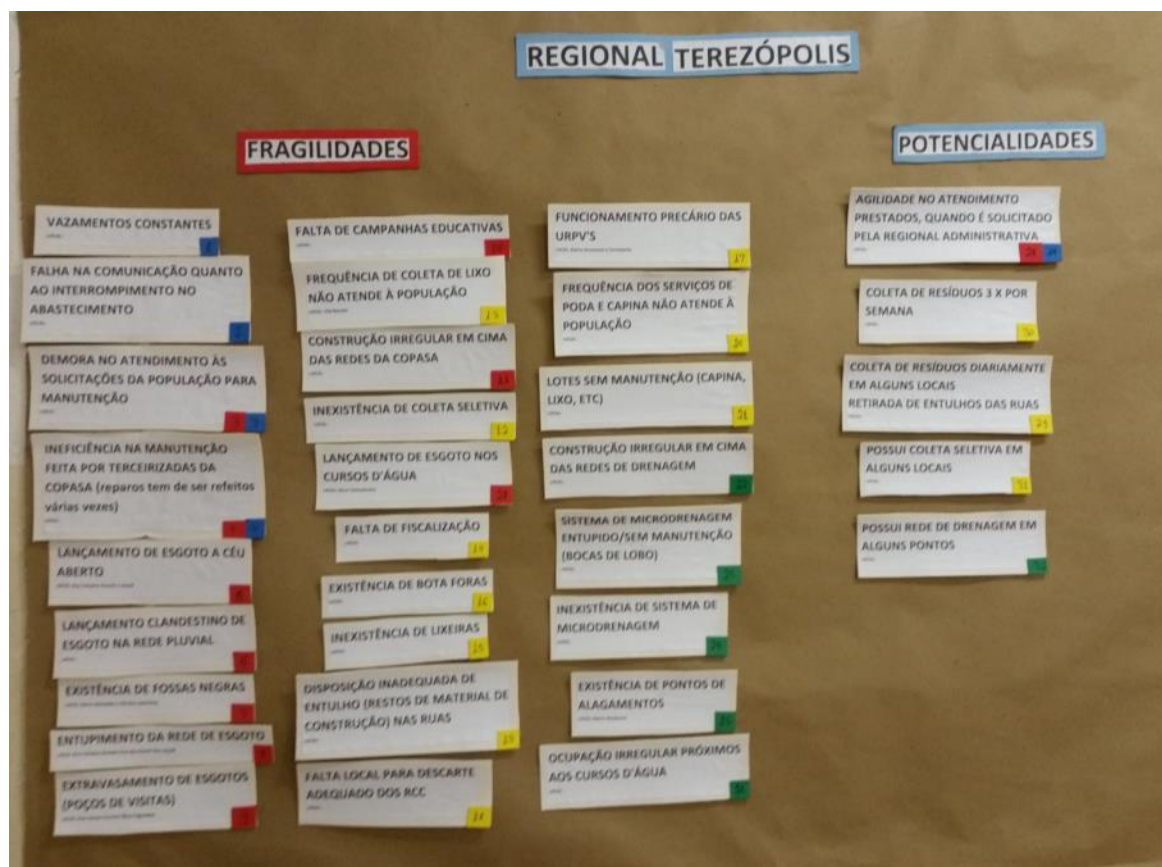 REGIONAL TEREZÓPOLIS
FRAGILIDADES
VAZAMENTOS CONSTANTES
FALHA NA COMUNICAÇÃO QUANTO
AO INTERROMPIMENTO NO
ABASTECIMENTO
DEMORA NO ATENDIMENTO ÀS
SOLICITAÇÕES DA POPULAÇÃO PARA
MANUTENÇÃO
INEFICIÊNCIA NA MANUTENÇÃO
FEITA POR TERCEIRIZADAS DA
COPASA (reparos tem de ser refeitos
várias vezes)
LANÇAMENTO DE ESGOTO A CÉU
ABERTO
LANÇAMENTO CLANDESTINO DE
ESGOTO NA REDE PLUVIAL
EXISTÊNCIA DE FOSSAS NEGRAS
ENTUPIMENTO DA REDE DE ESGOTO
EXTRAVASAMENTO DE ESGOTOS
(POÇOS DE VISITAS)
FALTA DE CAMPANHAS EDUCATIVAS
FREQUÊNCIA DE COLETA DE LIXO
NÃO ATENDE À POPULAÇÃO
13
CONSTRUÇÃO IRREGULAR EM CIMA
DAS REDES DA COPASA
INEXISTÊNCIA DE COLETA SELETIVA
12
LANÇAMENTO DE ESGOTO NOS
CURSOS D'ÁGUA
FALTA DE FISCALIZAÇÃO
EXISTÊNCIA DE BOTA FORAS
16
INEXISTÊNCIA DE LIXEIRAS
15
DISPOSIÇÃO INADEQUADA DE
ENTULHO (RESTOS DE MATERIAL DE
CONSTRUÇÃO) NAS RUAS
FALTA LOCAL PARA DESCARTE
ADEQUADO DOS RCC
FUNCIONAMENTO PRECÁRIO DAS
URPV'S
17
FREQUÊNCIA DOS SERVIÇOS DE
PODA E CAPINA NÃO ATENDE À
POPULAÇÃO
20
LOTES SEM MANUTENÇÃO (CAPINA,
LIXO, ETC)
21
CONSTRUÇÃO IRREGULAR EM CIMA
DAS REDES DE DRENAGEM
SISTEMA DE MICRODRENAGEM
ENTUPIDO/SEM MANUTENÇÃO
(BOCAS DE LOBO)
INEXISTÊNCIA DE SISTEMA DE
MICRODRENAGEM
EXISTÊNCIA DE PONTOS DE
ALAGAMENTOS
OCUPAÇÃO IRREGULAR PRÓXIMOS
AOS CURSOS D'ÁGUA
POTENCIALIDADES
AGILIDADE NO ATENDIMENTO
PRESTADOS, QUANDO É SOLICITADO
PELA REGIONAL ADMINISTRATIVA
COLETA DE RESÍDUOS 3 X POR
SEMANA
30
COLETA DE RESÍDUOS DIARIAMENTE
EM ALGUNS LOCAIS
RETIRADA DE ENTULHOS DAS RUAS
POSSUI COLETA SELETIVA EM
ALGUNS LOCAIS
POSSUI REDE DE DRENAGEM EM
ALGUNS PONTOS